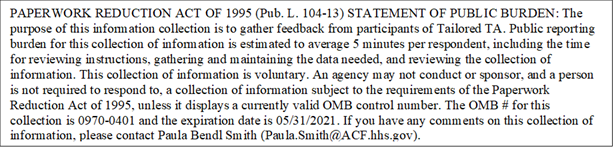 PAPERWORK REDUCTION ACT OF 1995 (Pub. L. 104-13) STATEMENT OF PUBLIC BURDEN: The
purpose of this information collection is to gather feedback from participants of Tailored TA. Public reporting
burden for this collection of information is estimated to average 5 minutes per respondent, including the time
for reviewing instructions, gathering and maintaining the data needed, and reviewing the collection of
information. This collection of information is voluntary. An agency may not conduct or sponsor, and a person
is not required to respond to, a collection of information subject to the requirements of the Paperwork
Reduction Act of 1995, unless it displays a currently valid OMB control number. The OMB # for this
collection is 0970-0401 and the expiration date is 05/31/2021. If you have any comments on this collection of
information, please contact Paula Bendl Smith (Paula.Smith@ACF.hhs.gov).